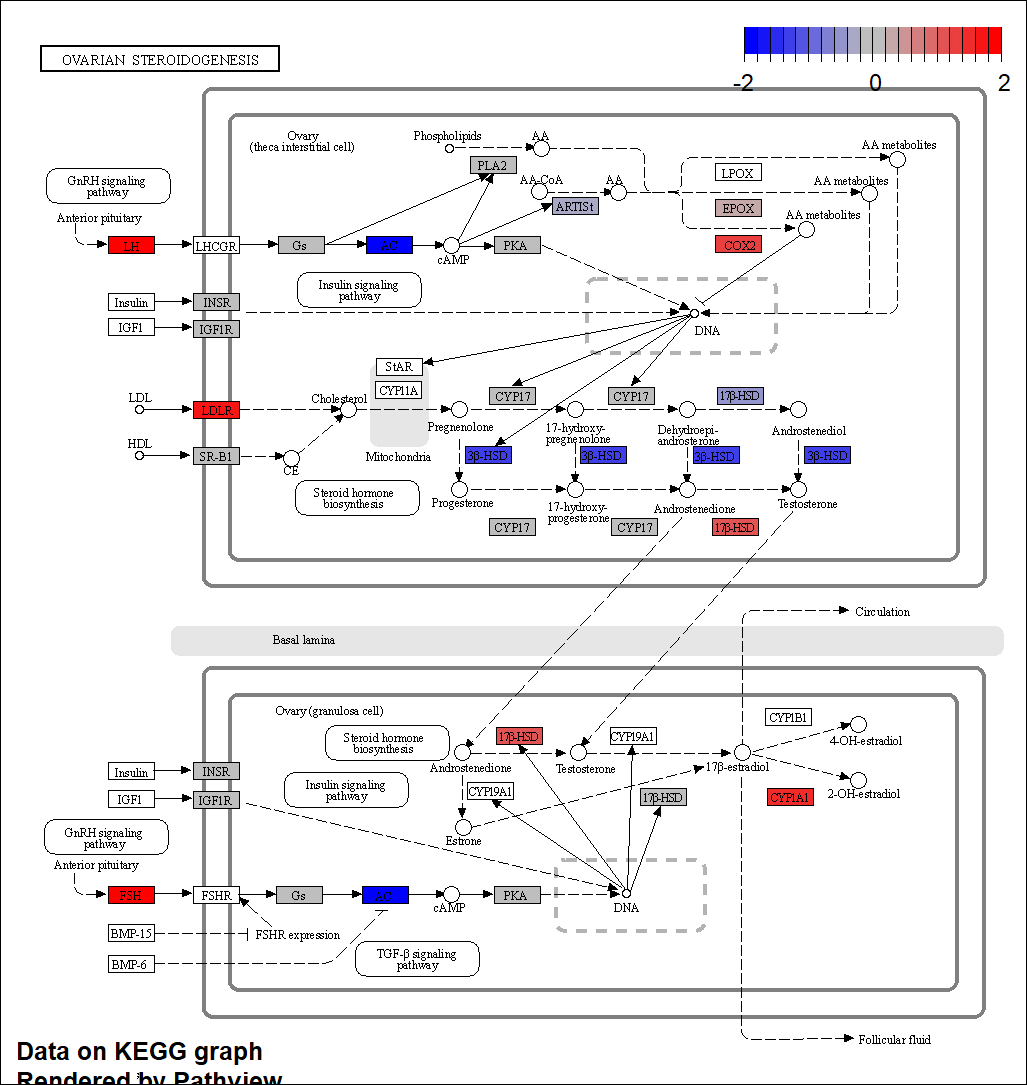 OVARIAN STEROIDOGENESIS
-2
0
2
Ovary
(theca interstitial cell)
Phospholipids
AA
AA metabolites
PLA2
LPOX
GnRH signaling
pathway
AA-CoA
AA
AA metabolites
ARTISt
EPOX
AA metabolites
Anterior pituitary
LH
LHCGR
Gs
AC
cAMP
PKA
COX2
Insulin signaling
pathway
Insulin
INSR
IGF1
IGF1R
DNA
StAR
CYP11A
LDL
LDLR
Cholesterol
CYP17
CYP17
17β-HSD
Pregnenolone
17-hydroxy-
pregnenolone
Dehydroepi-
androsterone
Androstenediol
HDL
SR-B1
CE
Mitochondria
3β-HSD
3β-HSD
3β-HSD
3β-HSD
Steroid hormone
biosynthesis
Progesterone
17-hydroxy-
progesterone
Androstenedione
Testosterone
CYP17
CYP17
17β-HSD
Circulation
Basal lamina
Ovary (granulosa cell)
Steroid hormone
biosynthesis
17β-HSD
CYP19A1
CYP1B1
4-OH-estradiol
Androstenedione
Testosterone
17β-estradiol
Insulin
INSR
Insulin signaling
pathway
IGF1
IGF1R
CYP19A1
17β-HSD
CYP1A1
2-OH-estradiol
GnRH signaling
pathway
Estrone
Anterior pituitary
FSH
FSHR
Gs
AC
cAMP
PKA
DNA
BMP-15
FSHR expression
BMP-6
TGF-β signaling
pathway
Follicular fluid
Data on KEGG graph
Rendered by Pathview